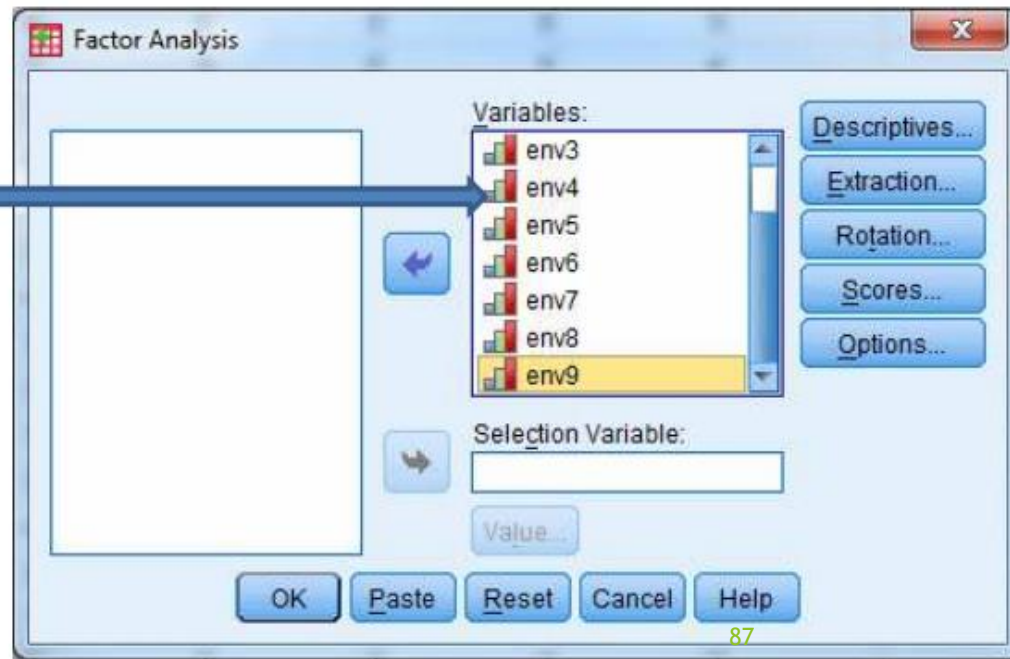 Factor Analysis
Variables:
env3
env4
env5
env6
env7
env8
env9
Descriptives...
Extraction...
Rotation...
Scores...
Options...
Selection Variable:
Value...
OK Paste Reset Cancel Help
87